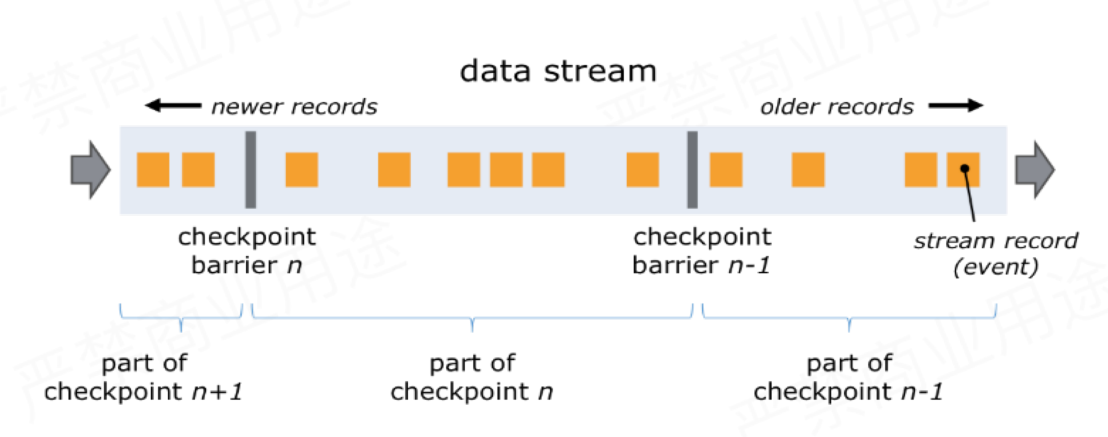 严禁商业用途
严禁商业用途
data stream
newer records
older records
checkpoint
barrier n
checkpoint
barrier n-1
stream record
(event)
严禁商业用途
严禁商业用途
part of
checkpoint n+1
part of
checkpoint n
part of
checkpoint n-1